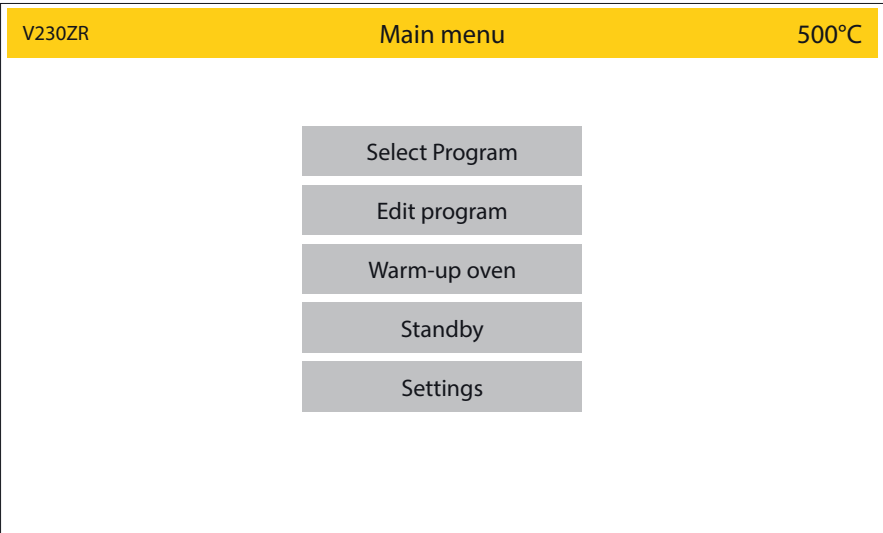 V230ZR Main menu 500°C
Select Program
Edit program
Warm-up oven
Standby
Settings